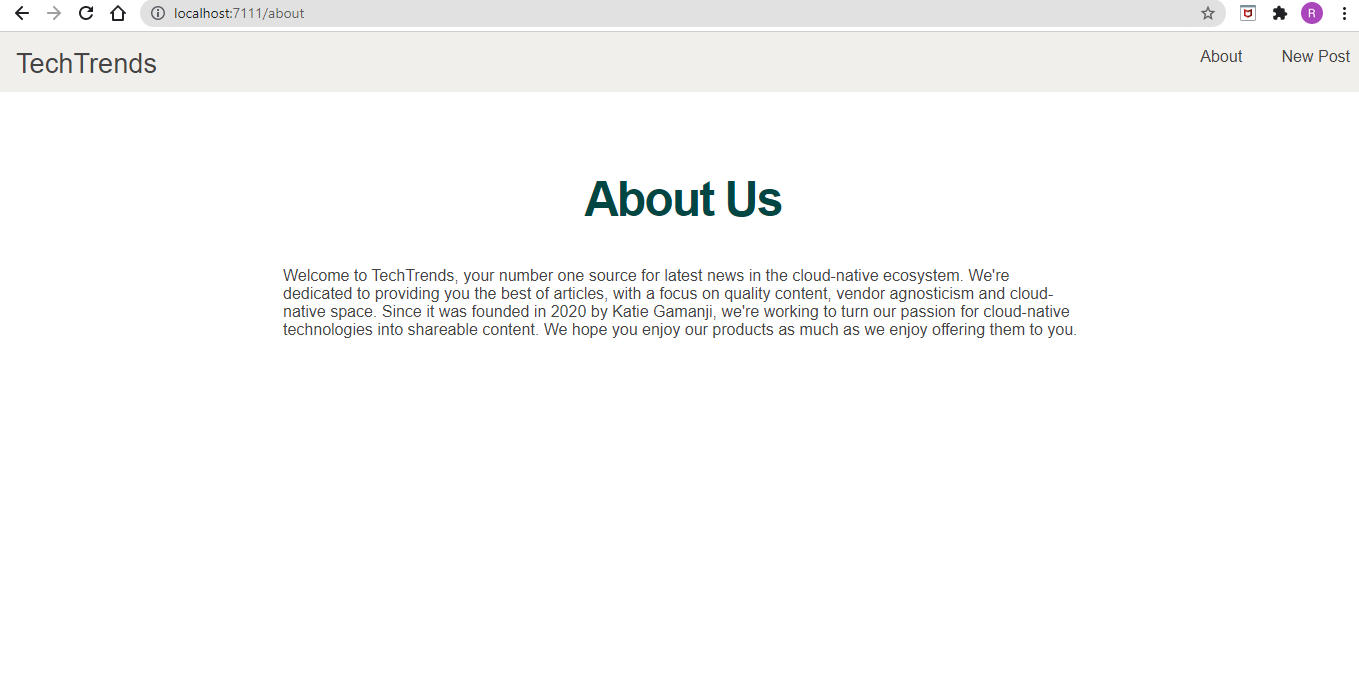 localhost:7111/about
R
TechTrends
About
New Post
About Us
Welcome to TechTrends, your number one source for latest news in the cloud-native ecosystem. We're
dedicated to providing you the best of articles, with a focus on quality content, vendor agnosticism and cloud-
native space. Since it was founded in 2020 by Katie Gamanji, we're working to turn our passion for cloud-native
technologies into shareable content. We hope you enjoy our products as much as we enjoy offering them to you.